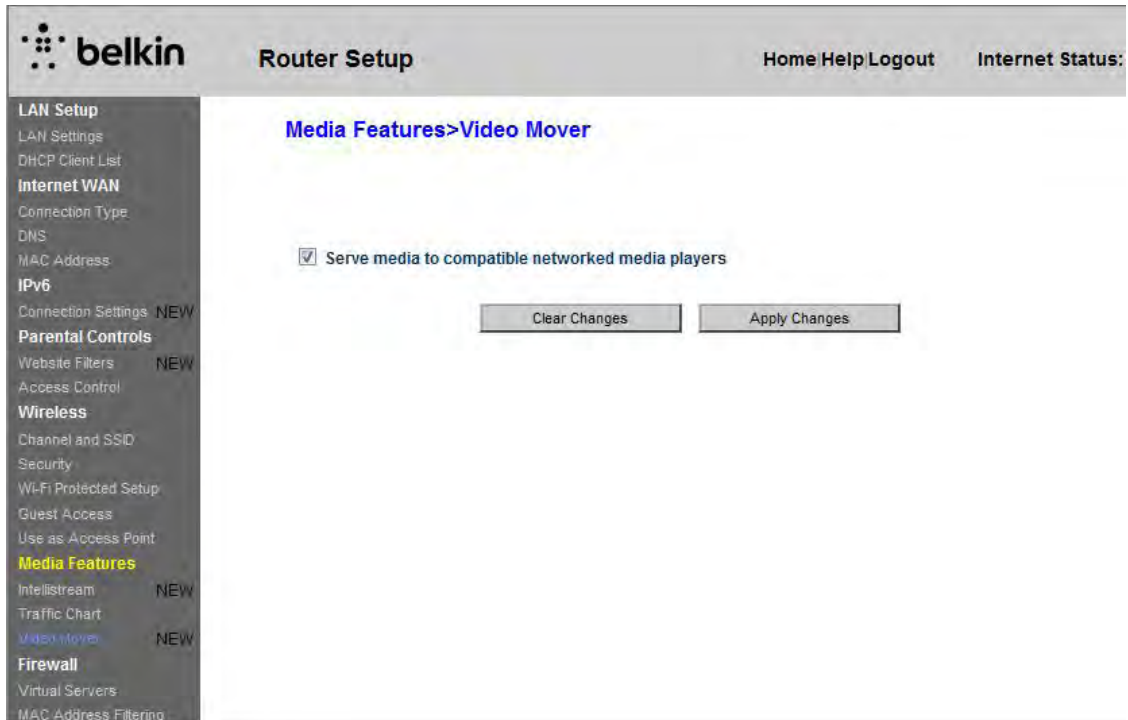 belkin
Router Setup
Home|Help|Logout
Internet Status:
LAN Setup
LAN Settings
DHCP Client List
Internet WAN
Connection Type
DNS
MAC Address
IPv6
Connection Settings NEW
Parental Controls
Website Filters NEW
Access Control
Wireless
Channel and SSID
Security
Wi-Fi Protected Setup
Guest Access
Use as Access Point
Media Features
Intellistream NEW
Traffic Chart
Video Mover NEW
Firewall
Virtual Servers
MAC Address Filtering
Media Features>Video Mover
Serve media to compatible networked media players
Clear Changes
Apply Changes